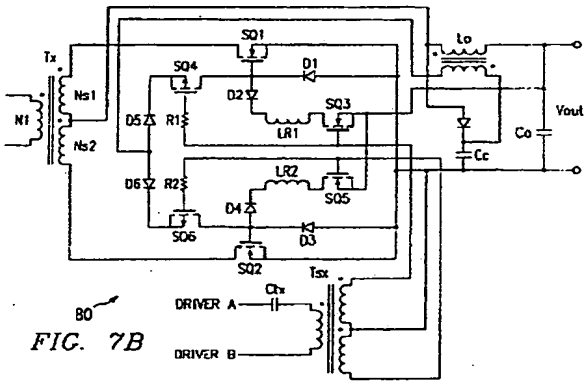 SQ1
Lo
Tx
SQ4
D1
Ns1
D2
SQ3
Vout
N1
D5
R1
LR1
Co
Ns2
Cc
D6
R2
LR2
D4
SQ5
SQ6
D3
SQ2
Tsx
Ctx
DRIVER A
80
DRIVER B
FIG. 7B